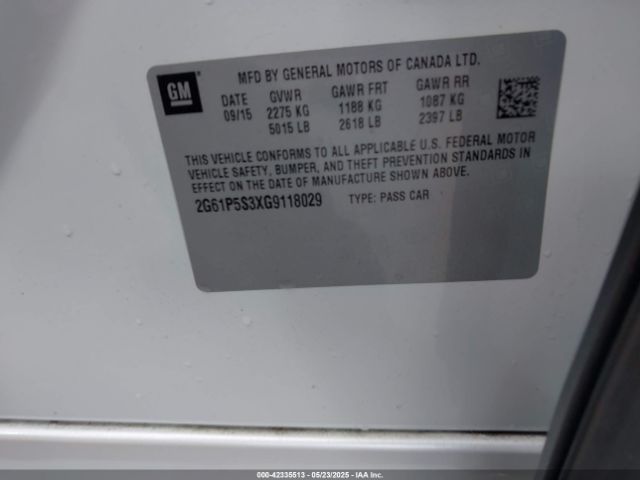 GM
MFD BY GENERAL MOTORS OF CANADA LTD.
DATE GVWR GAWR FRT GAWR RR
09/15 2275 KG 1188 KG 1087 KG
5015 LB 2618 LB 2397 LB
THIS VEHICLE CONFORMS TO ALL APPLICABLE U.S. FEDERAL MOTOR
VEHICLE SAFETY, BUMPER, AND THEFT PREVENTION STANDARDS IN
EFFECT ON THE DATE OF MANUFACTURE SHOWN ABOVE.
2G61P5S3XG9118029 TYPE: PASS CAR
000-42335513 — 05/23/2025 — IAA Inc.